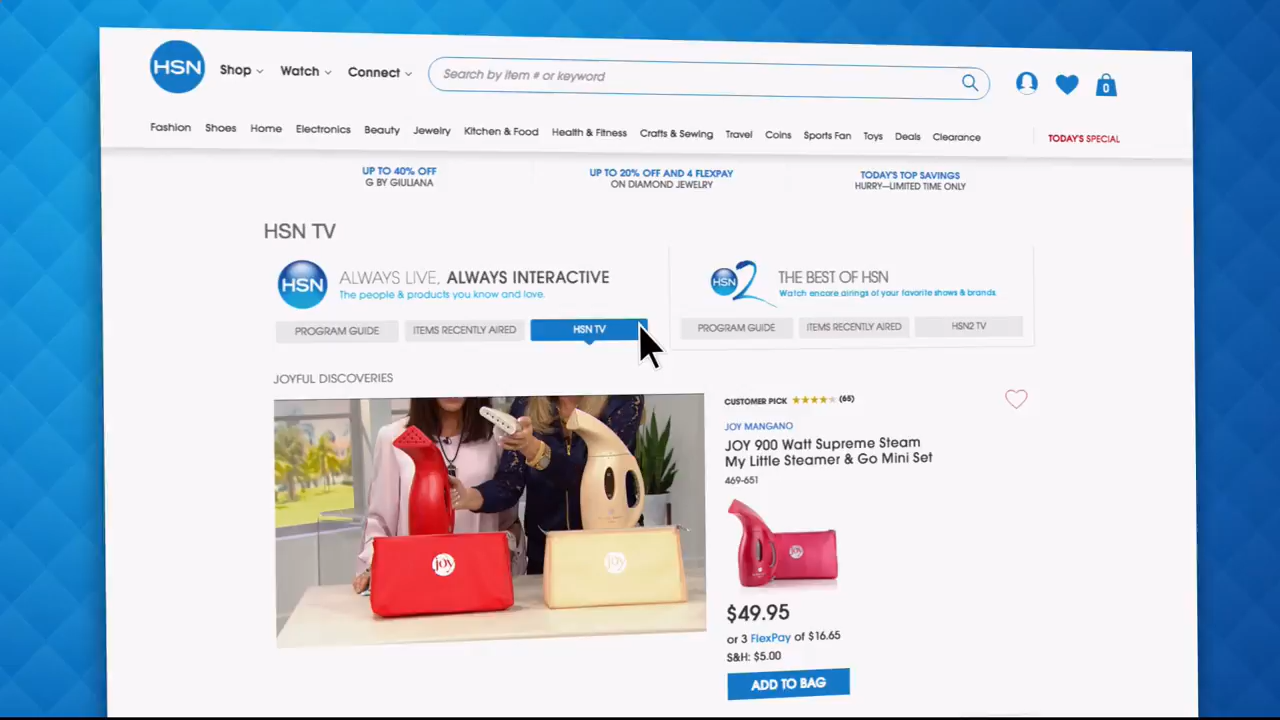 HSN
Shop
Watch
Connect
Search by item # or keyword
0
Fashion
Shoes
Home
Electronics
Beauty
Jewelry
Kitchen & Food
Health & Fitness
Crafts & Sewing
Travel
Coins
Sports Fan
Toys
Deals
Clearance
TODAY'S SPECIAL
UP TO 40% OFF
G BY GIULIANA
UP TO 20% OFF AND 4 FLEXPAY
ON DIAMOND JEWELRY
TODAY'S TOP SAVINGS
HURRY—LIMITED TIME ONLY
HSN TV
HSN
ALWAYS LIVE, ALWAYS INTERACTIVE
The people & products you know and love.
PROGRAM GUIDE
ITEMS RECENTLY AIRED
HSN TV
HSN2
THE BEST OF HSN
Watch encore airings of your favorite shows & brands.
PROGRAM GUIDE
ITEMS RECENTLY AIRED
HSN2 TV
JOYFUL DISCOVERIES
joy
joy
CUSTOMER PICK
(65)
JOY MANGANO
JOY 900 Watt Supreme Steam
My Little Steamer & Go Mini Set
469-651
joy
$49.95
or 3 FlexPay of $16.65
S&H: $5.00
ADD TO BAG